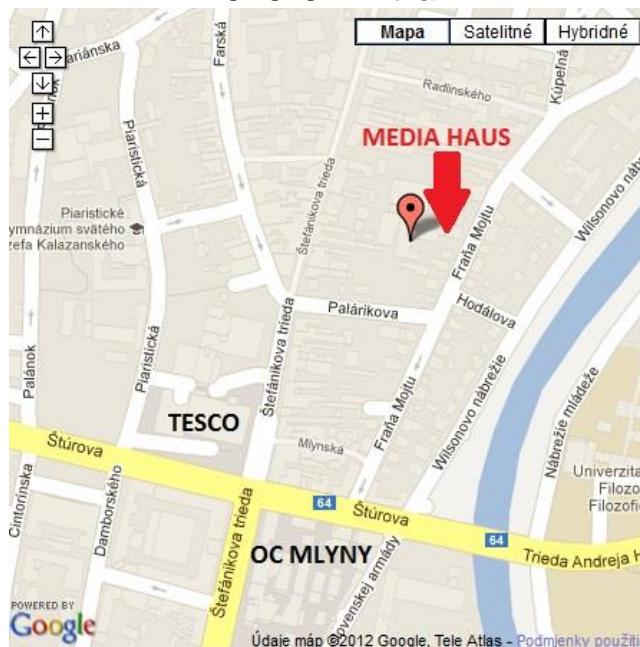 Mapa
Satelitné
Hybridné
Farská
Kúpeľná
Radlinského
MEDIA HAUS
Piaristická
Štefánikova trieda
Piaristické
Wilsonovo
Fraňa Mojtu
Palárikova
Hodálova
Palánok
Piaristická
Štefánikova trieda
TESCO
Mlynská
Fraňa Mojtu
Wilsonovo nábrežie
Nábrežie mládeže
Štúrova
Cintorínska
Damborského
Štefánikova trieda
64
Štúrova
64
Trieda Andreja H
OC MLYNY
POWERED BY
Google
Údaje máp ©2012 Google, Tele Atlas - Podmienky použiti